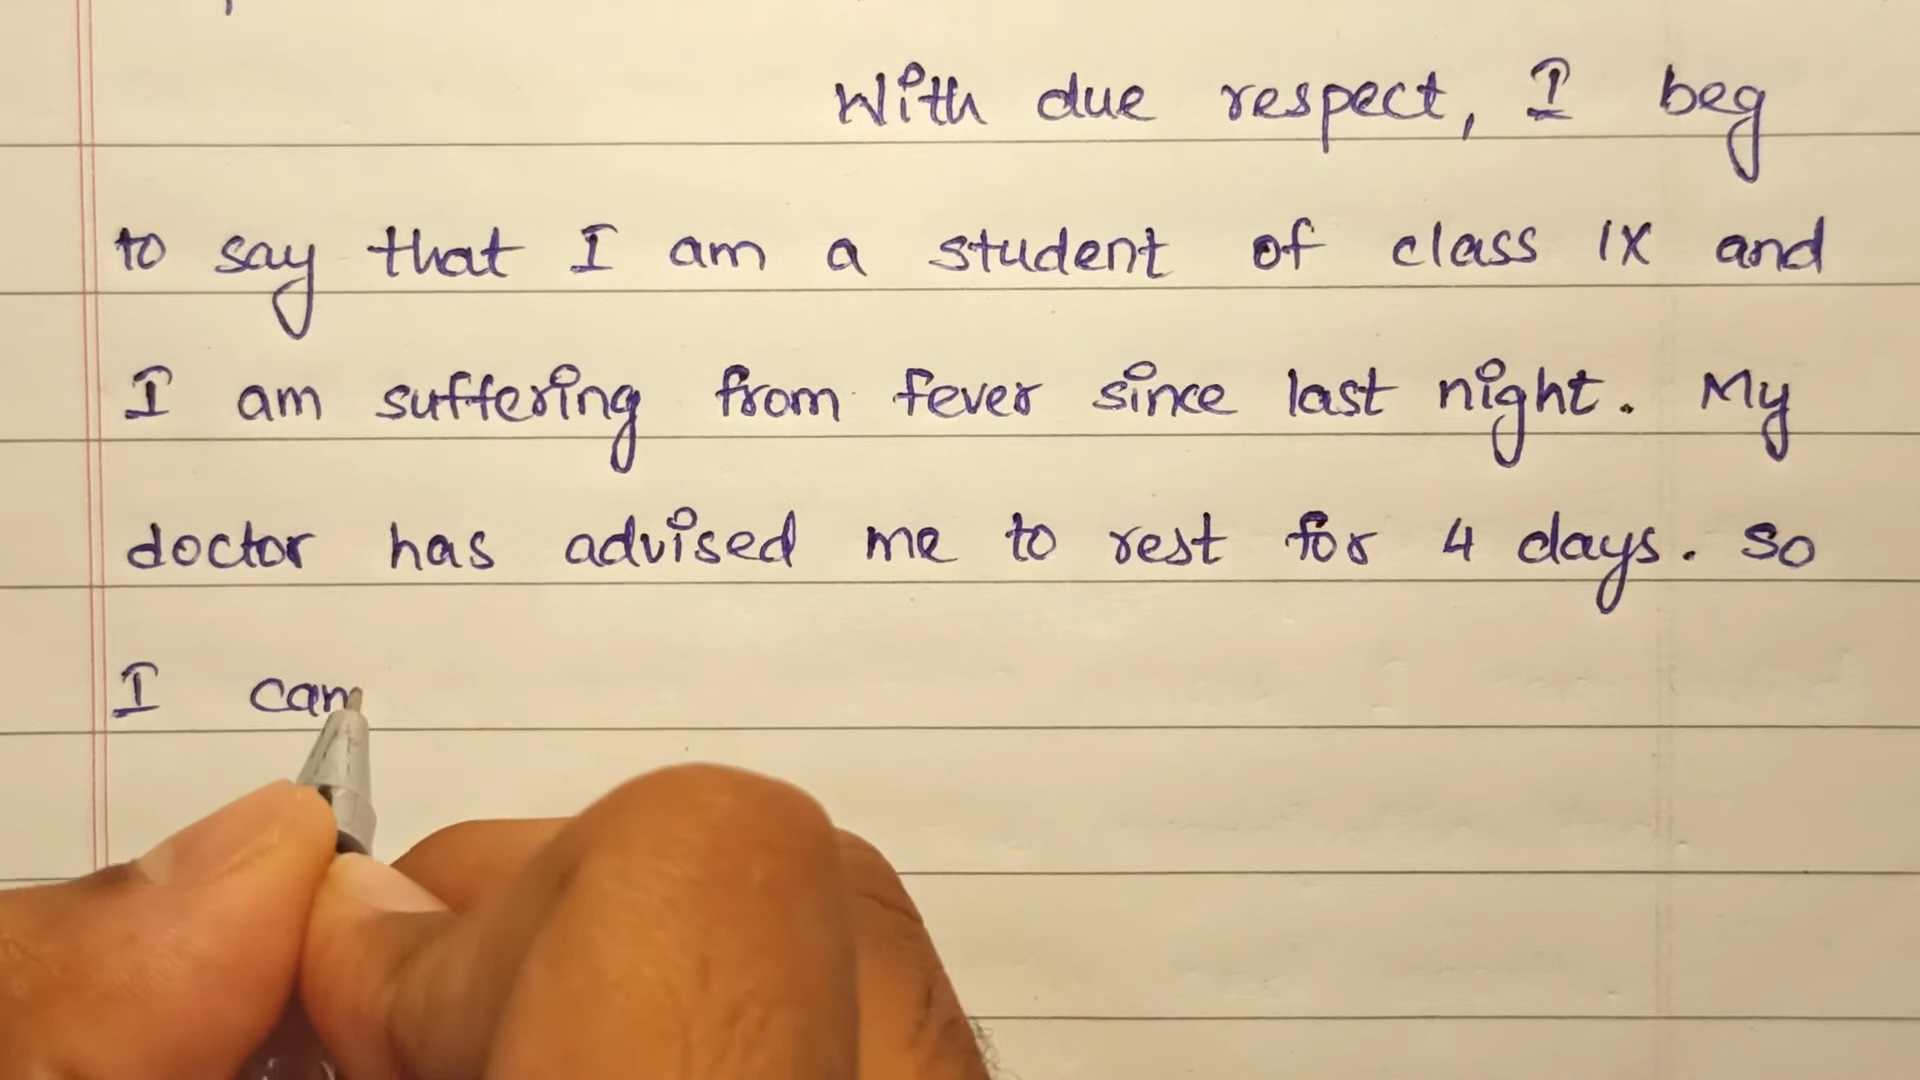 With due respect, I beg
to say that I am a student of class IX and
I am suffering from fever since last night. My
doctor has advised me to rest for 4 days. So
I can